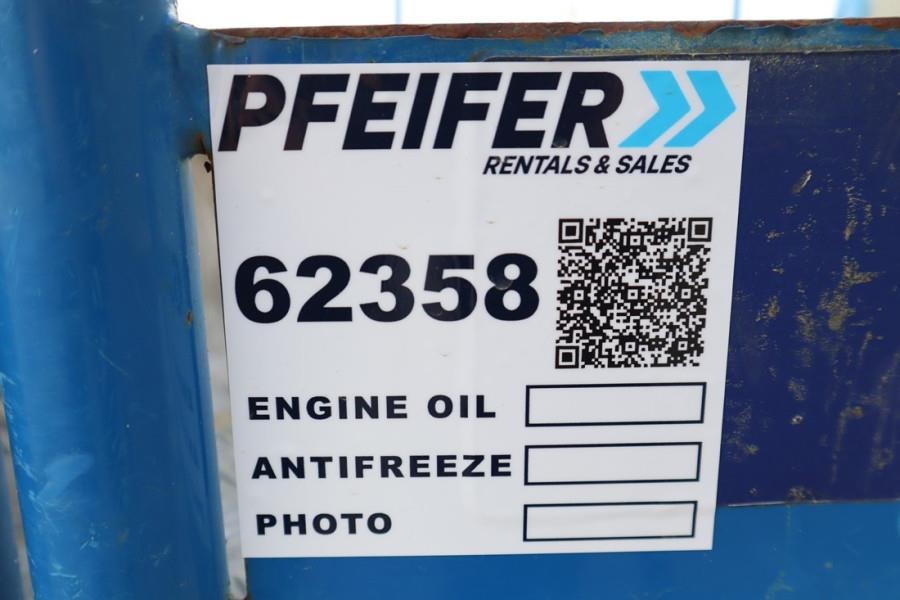 PFEIFER
RENTALS & SALES
62358
ENGINE OIL
ANTIFREEZE
PHOTO